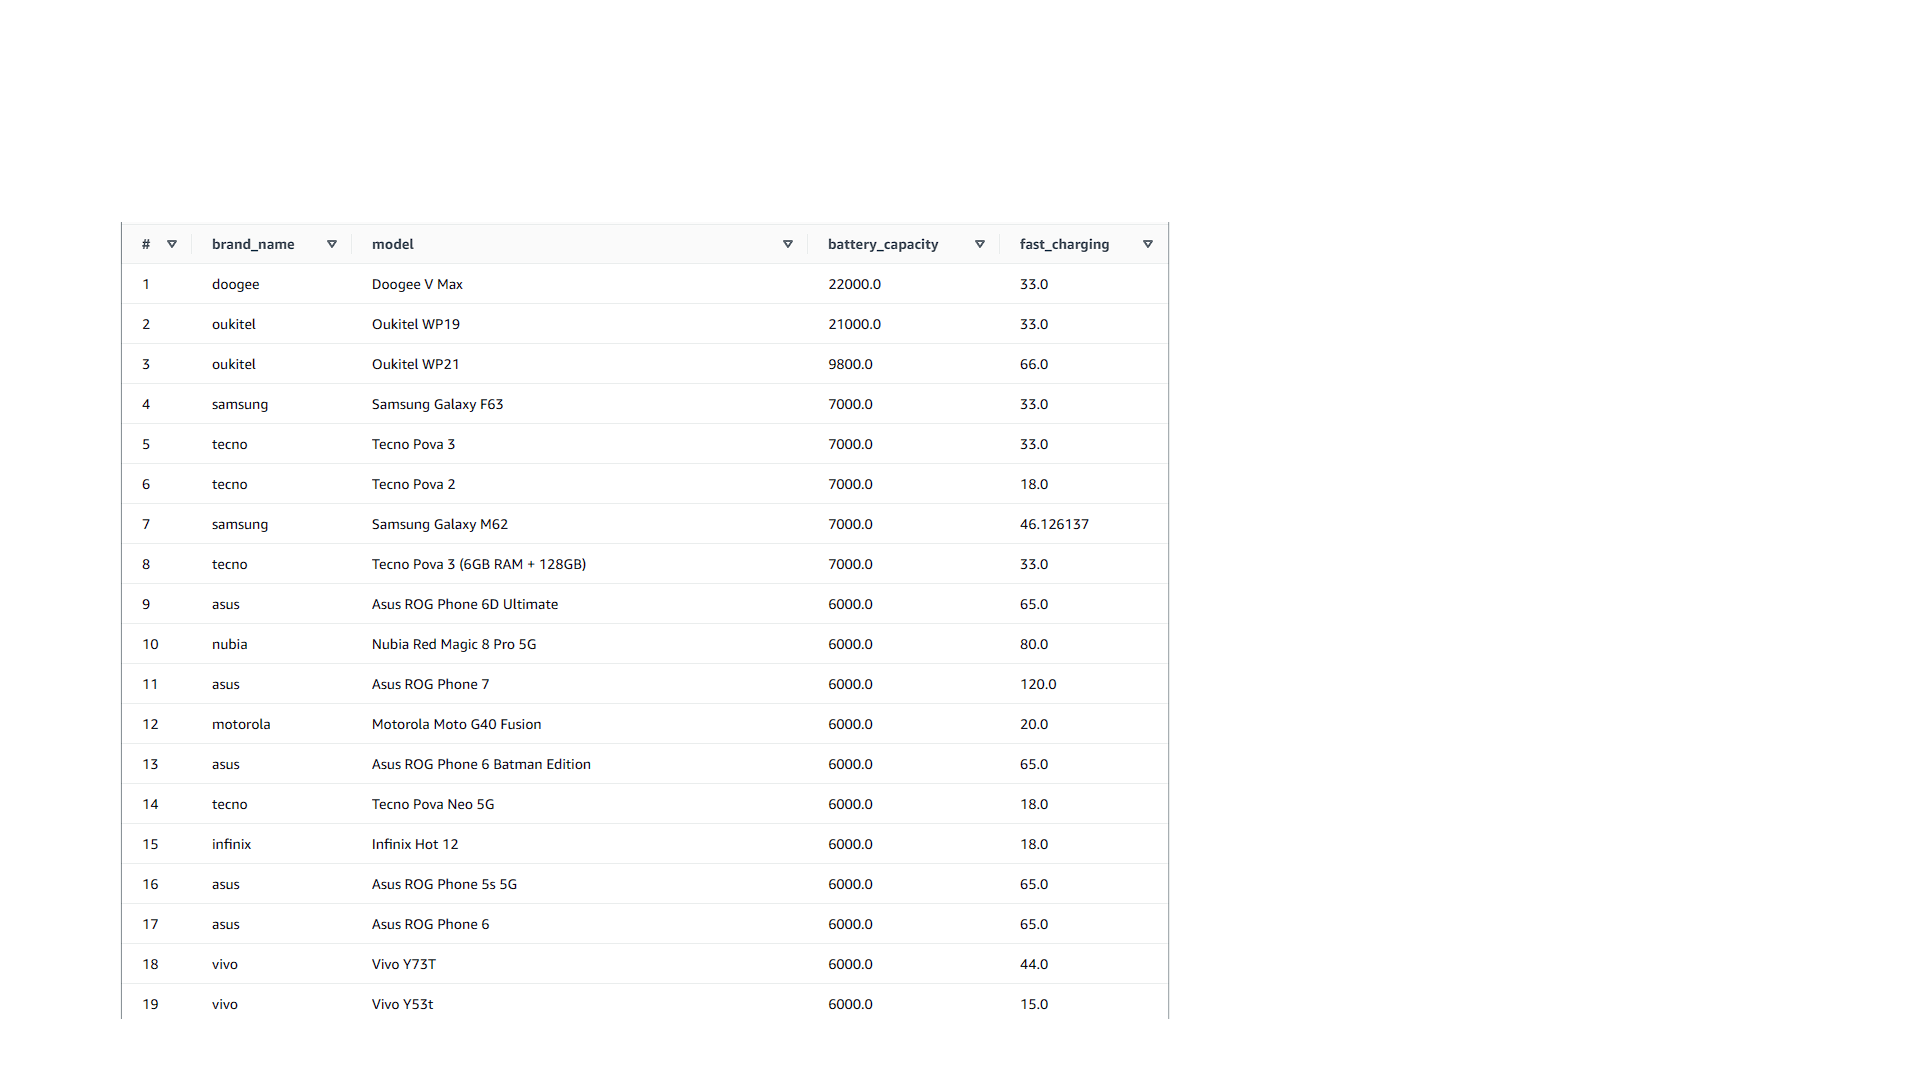 # brand_name model battery_capacity fast_charging
1 doogee Doogee V Max 22000.0 33.0
2 oukitel Oukitel WP19 21000.0 33.0
3 oukitel Oukitel WP21 9800.0 66.0
4 samsung Samsung Galaxy F63 7000.0 33.0
5 tecno Tecno Pova 3 7000.0 33.0
6 tecno Tecno Pova 2 7000.0 18.0
7 samsung Samsung Galaxy M62 7000.0 46.126137
8 tecno Tecno Pova 3 (6GB RAM + 128GB) 7000.0 33.0
9 asus Asus ROG Phone 6D Ultimate 6000.0 65.0
10 nubia Nubia Red Magic 8 Pro 5G 6000.0 80.0
11 asus Asus ROG Phone 7 6000.0 120.0
12 motorola Motorola Moto G40 Fusion 6000.0 20.0
13 asus Asus ROG Phone 6 Batman Edition 6000.0 65.0
14 tecno Tecno Pova Neo 5G 6000.0 18.0
15 infinix Infinix Hot 12 6000.0 18.0
16 asus Asus ROG Phone 5s 5G 6000.0 65.0
17 asus Asus ROG Phone 6 6000.0 65.0
18 vivo Vivo Y73T 6000.0 44.0
19 vivo Vivo Y53t 6000.0 15.0